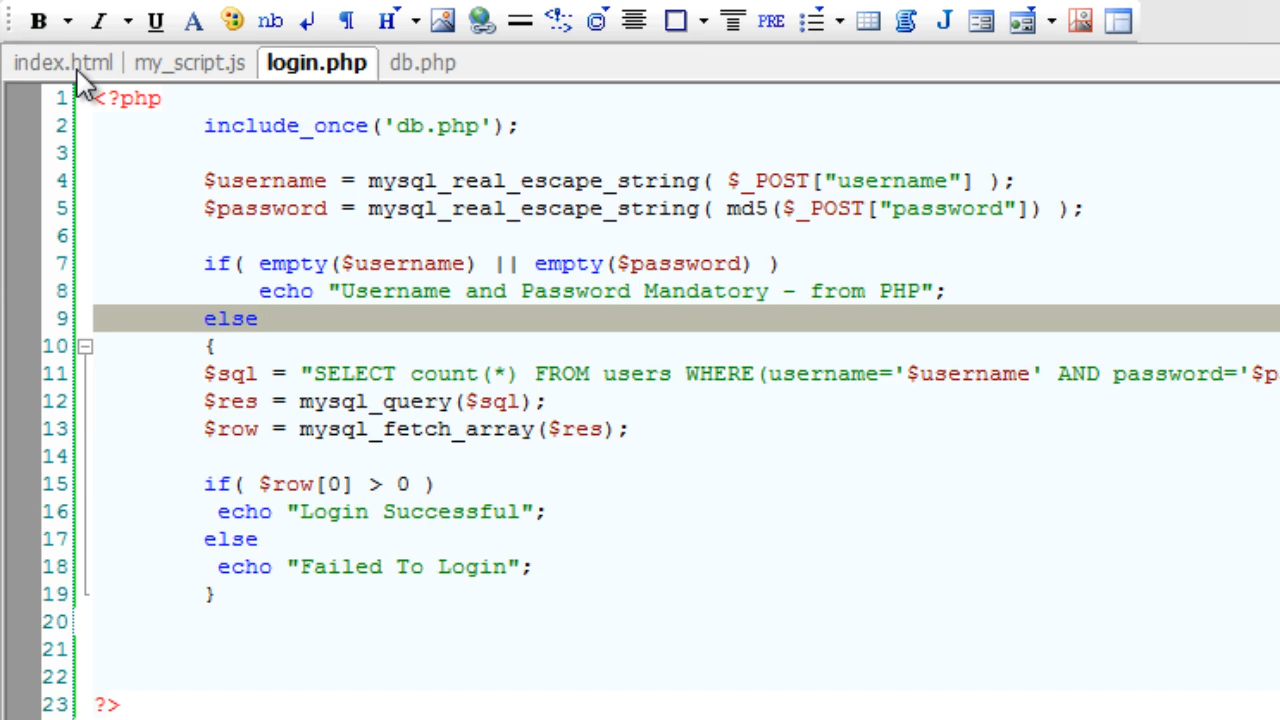 B I U A nb ¶ H PRE J
index.html my_script.js login.php db.php
1 <?php
2 include_once('db.php');
3
4 $username = mysql_real_escape_string( $_POST["username"] );
5 $password = mysql_real_escape_string( md5($_POST["password"]) );
6
7 if( empty($username) || empty($password) )
8 echo "Username and Password Mandatory - from PHP";
9 else
10 {
11 $sql = "SELECT count(*) FROM users WHERE(username='$username' AND password='$p
12 $res = mysql_query($sql);
13 $row = mysql_fetch_array($res);
14
15 if( $row[0] > 0 )
16 echo "Login Successful";
17 else
18 echo "Failed To Login";
19 }
20
21
22
23 ?>